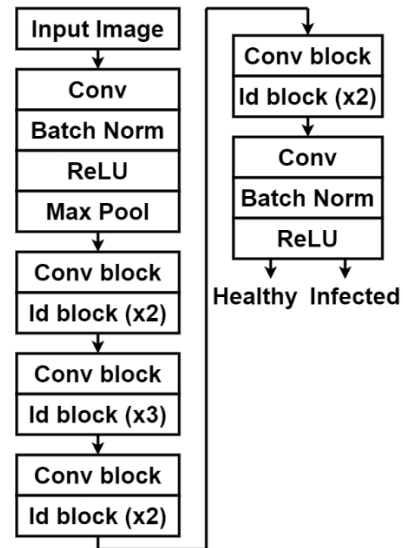 Input Image
Conv
Batch Norm
ReLU
Max Pool
Conv block
Id block (x2)
Conv block
Id block (x3)
Conv block
Id block (x2)
Conv block
Id block (x2)
Conv
Batch Norm
ReLU
Healthy Infected